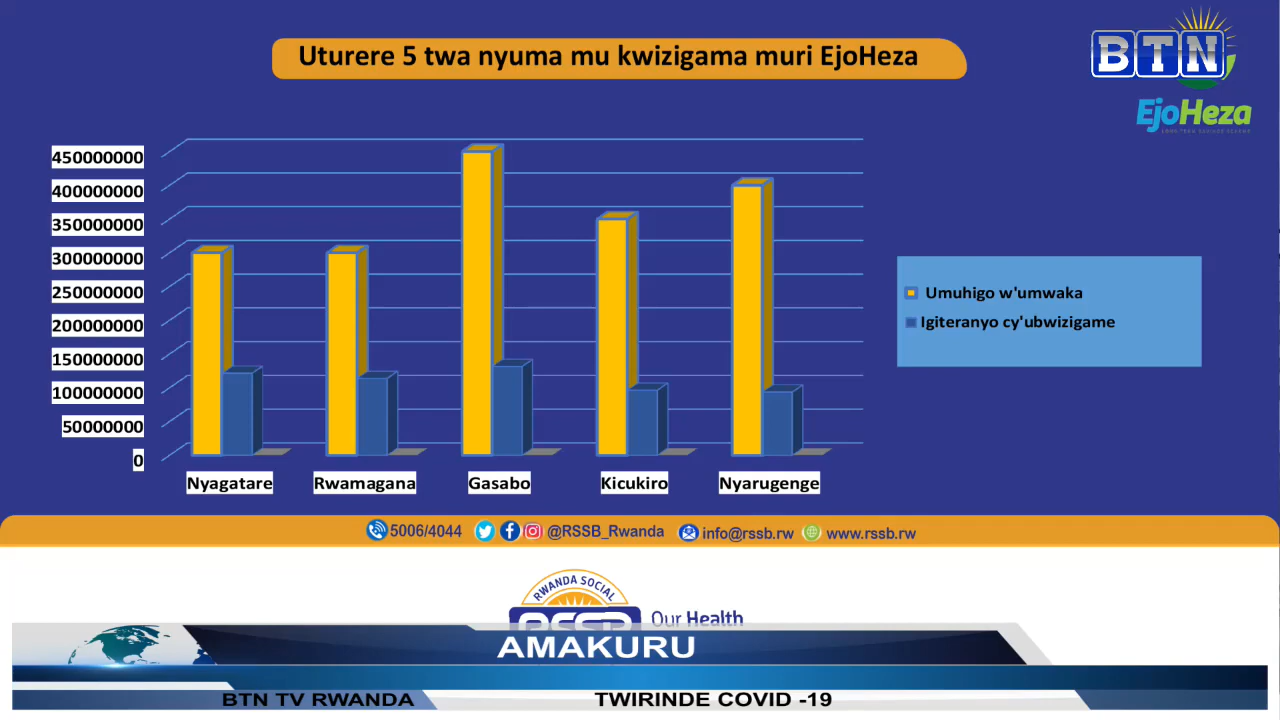 Uturere 5 twa nyuma mu kwizigama muri EjoHeza
BTN
EjoHeza
450000000
400000000
350000000
300000000
250000000
200000000
150000000
100000000
50000000
0
Nyagatare
Rwamagana
Gasabo
Kicukiro
Nyarugenge
Umuhigo w'umwaka
Igiteranyo cy'ubwizigame
5006/4044
@RSSB_Rwanda
info@rssb.rw
www.rssb.rw
RWANDA SOCIAL
RSSB
Our Health
AMAKURU
BTN TV RWANDA
TWIRINDE COVID -19